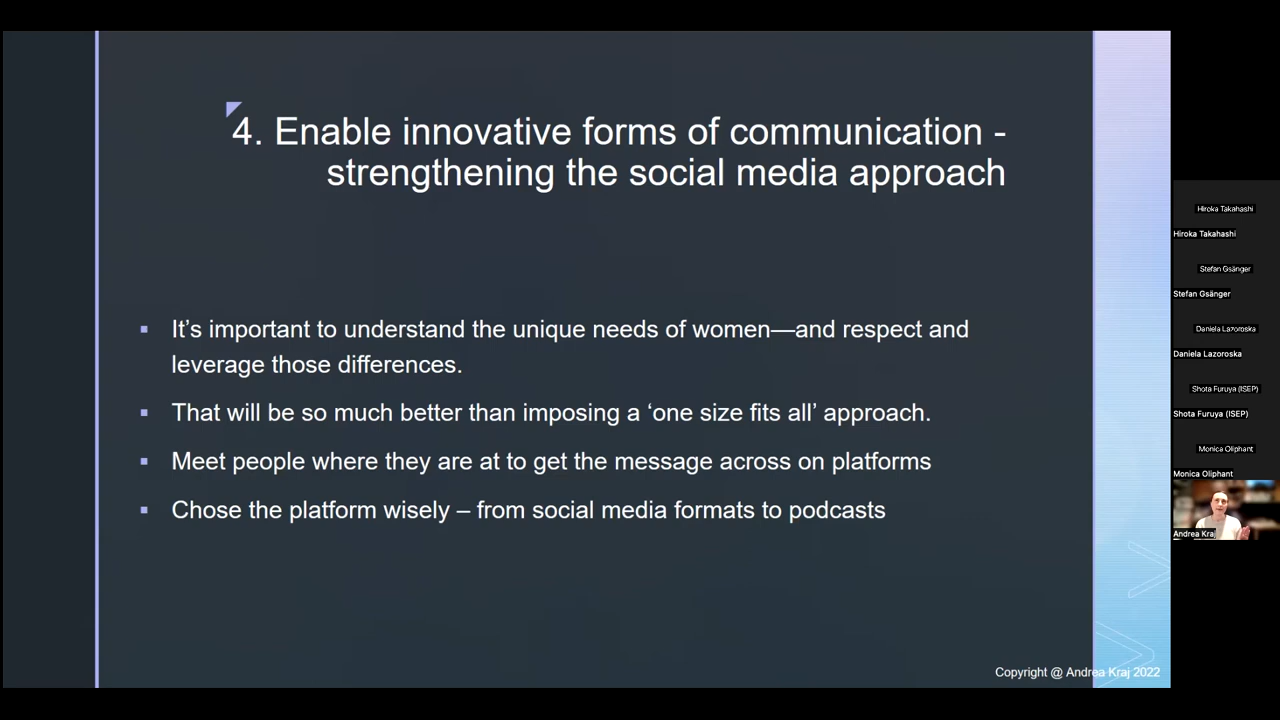 4. Enable innovative forms of communication -
strengthening the social media approach
▪ It’s important to understand the unique needs of women—and respect and
leverage those differences.
▪ That will be so much better than imposing a ‘one size fits all’ approach.
▪ Meet people where they are at to get the message across on platforms
▪ Chose the platform wisely – from social media formats to podcasts
Copyright @ Andrea Kraj 2022
Hiroka Takahashi
Hiroka Takahashi
Stefan Gsänger
Stefan Gsänger
Daniela Lazoroska
Daniela Lazoroska
Shota Furuya (ISEP)
Shota Furuya (ISEP)
Monica Oliphant
Monica Oliphant
Andrea Kraj